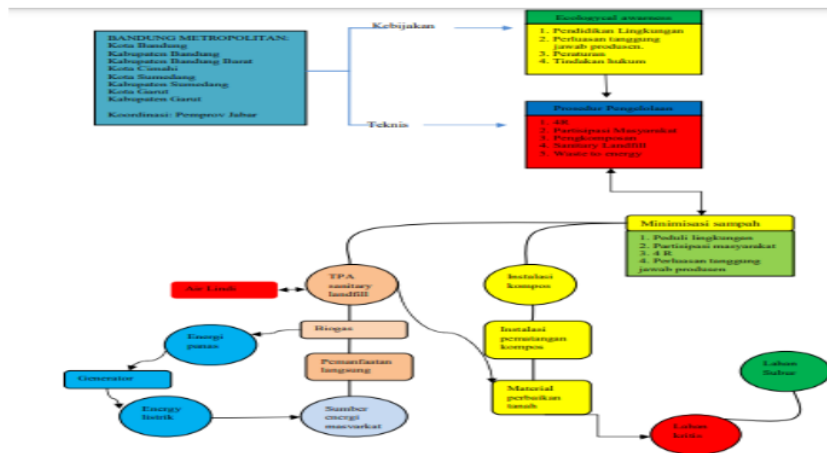 BANDUNG METROPOLITAN:
Kota Bandung
Kabupaten Bandung
Kabupaten Bandung Barat
Kota Cimahi
Kota Sumedang
Kabupaten Sumedang
Kota Garut
Kabupaten Garut
Koordinasi: Pemprov Jabar
Kebijakan
Teknis
1. Pendidikan Lingkungan
2. Perluasan tanggung
jawab produsen.
3. Peraturan
4. Tindakan hukum
Prosedur Pengelolaan
1. 4R
2. Partisipasi Masyarakat
3. Pengkomposan
4. Sanitary Landfill
5. Waste to energy
Minimisasi sampah
1. Peduli lingkungan
2. Partisipasi masyarakat
3. 4 R
4. Perluasan tanggung
jawab produsen
TPA
sanitary
landfill
Instalasi
kompos
Air Lindi
Biogas
Energi
panas
Instalasi
pematangan
kompos
Pemanfaatan
langsung
Generator
Energy
listrik
Sumber
energi
masyarkat
Material
perbaikan
tanah
Lahan
Subur
Lahan
kritis